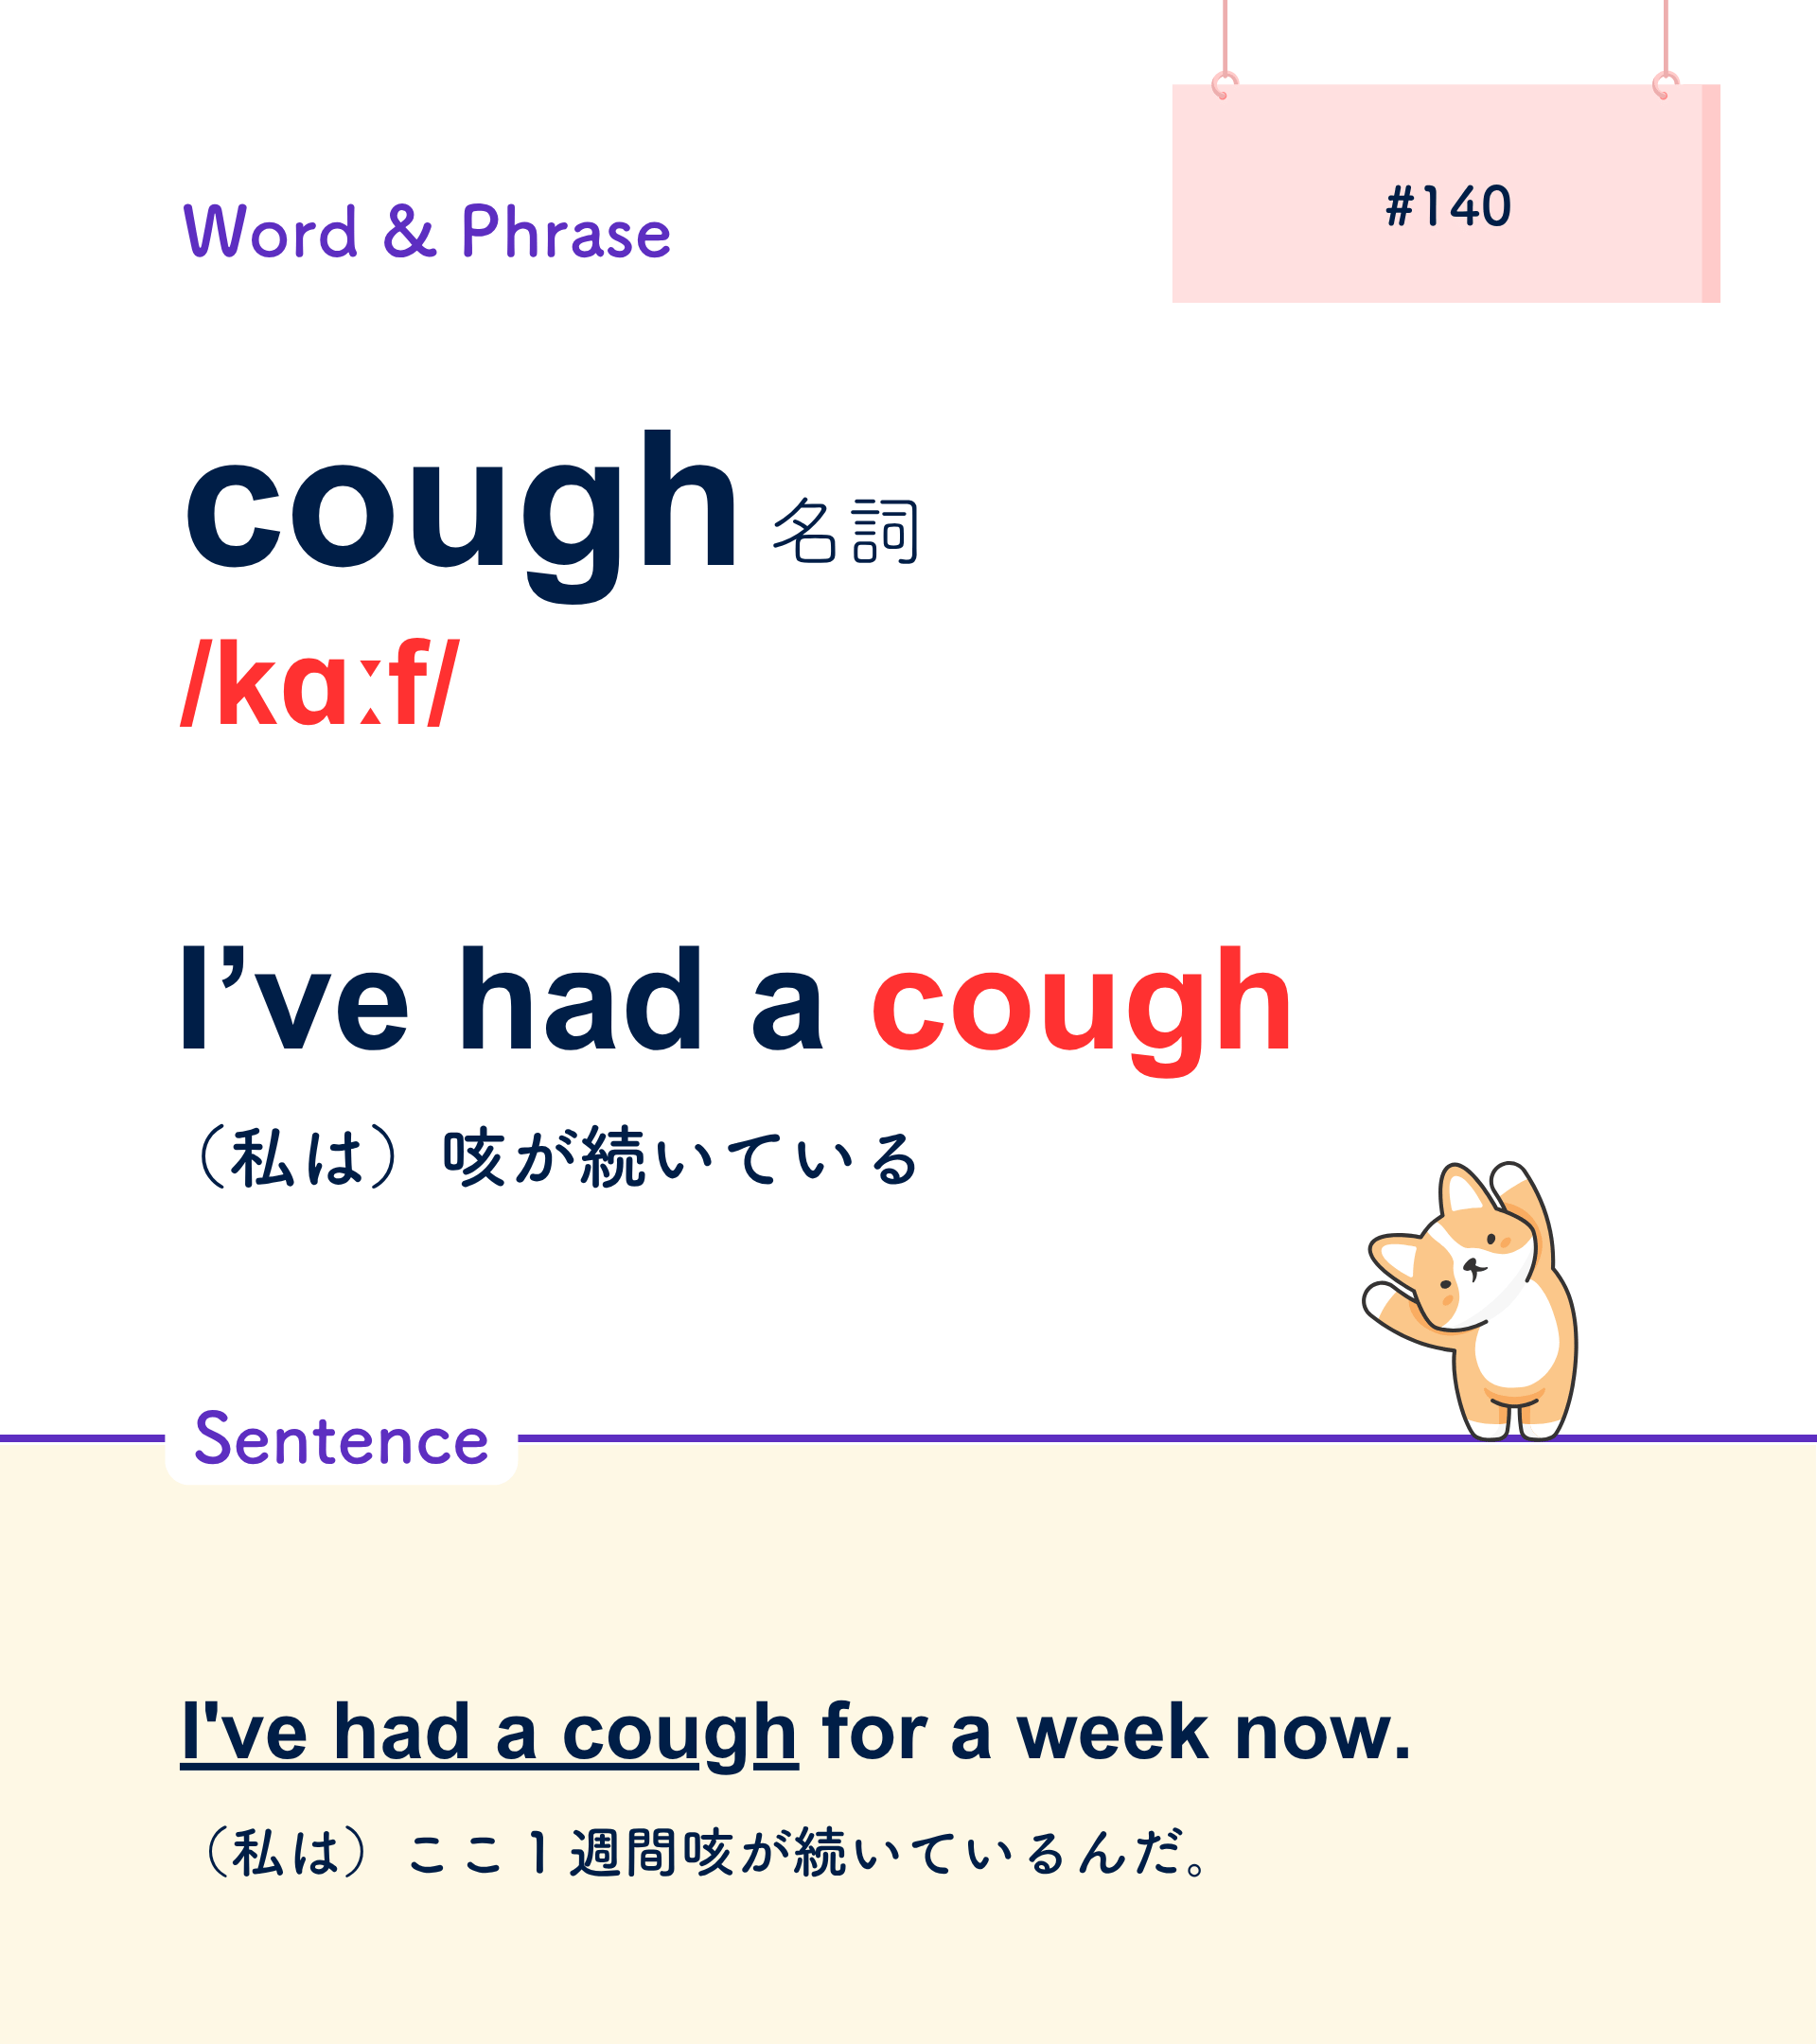 #140
Word & Phrase
cough 名詞
/kɑːf/
I’ve had a cough
（私は）咳が続いている
Sentence
I've had a cough for a week now.
（私は）ここ1週間咳が続いているんだ。